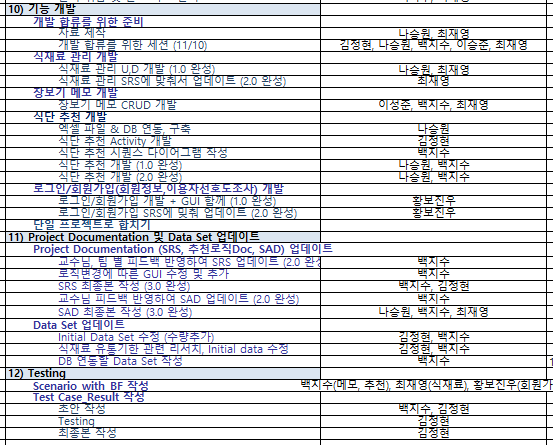 10) 기능 개발
개발 합류를 위한 준비
자료 제작 나승원, 최재영
개발 합류를 위한 세션 (11/10) 김정현, 나승원, 백지수, 이승준, 최재영
식재료 관리 개발
식재료 관리 U,D 개발 (1.0 완성) 나승원, 최재영
식재료 관리 SRS에 맞춰서 업데이트 (2.0 완성) 최재영
장보기 메모 개발
장보기 메모 CRUD 개발 이성준, 백지수, 최재영
식단 추천 개발
엑셀 파일 & DB 연동, 구축 나승원
식단 추천 Activity 개발 김정현
식단 추천 시퀀스 다이어그램 작성 백지수
식단 추천 개발 (1.0 완성) 나승원, 백지수
식단 추천 개발 (2.0 완성) 나승원, 백지수
로그인/회원가입(회원정보,이용자선호도조사) 개발
로그인/회원가입 개발 + GUI 함께 (1.0 완성) 황보진우
로그인/회원가입 SRS에 맞춰 업데이트 (2.0 완성) 황보진우
단일 프로젝트로 합치기
11) Project Documentation 및 Data Set 업데이트
Project Documentation (SRS, 추천로직Doc, SAD) 업데이트
교수님, 팀 별 피드백 반영하여 SRS 업데이트 (2.0 완성 백지수
로직변경에 따른 GUI 수정 및 추가 백지수
SRS 최종본 작성 (3.0 완성) 백지수, 김정현
교수님 피드백 반영하여 SAD 업데이트 (2.0 완성) 백지수
SAD 최종본 작성 (3.0 완성) 나승원, 백지수, 최재영
Data Set 업데이트
Initial Data Set 수정 (수량추가) 김정현, 백지수
식재료 유통기한 관련 리서치, Initial data 수정 김정현, 백지수
DB 연동할 Data Set 작성 백지수
12) Testing
Scenario with BF 작성 백지수(메모, 추천), 최재영(식재료), 황보진우(회원가
Test Case_Result 작성
초안 작성 백지수, 김정현
Testing 김정현
최종본 작성 김정현